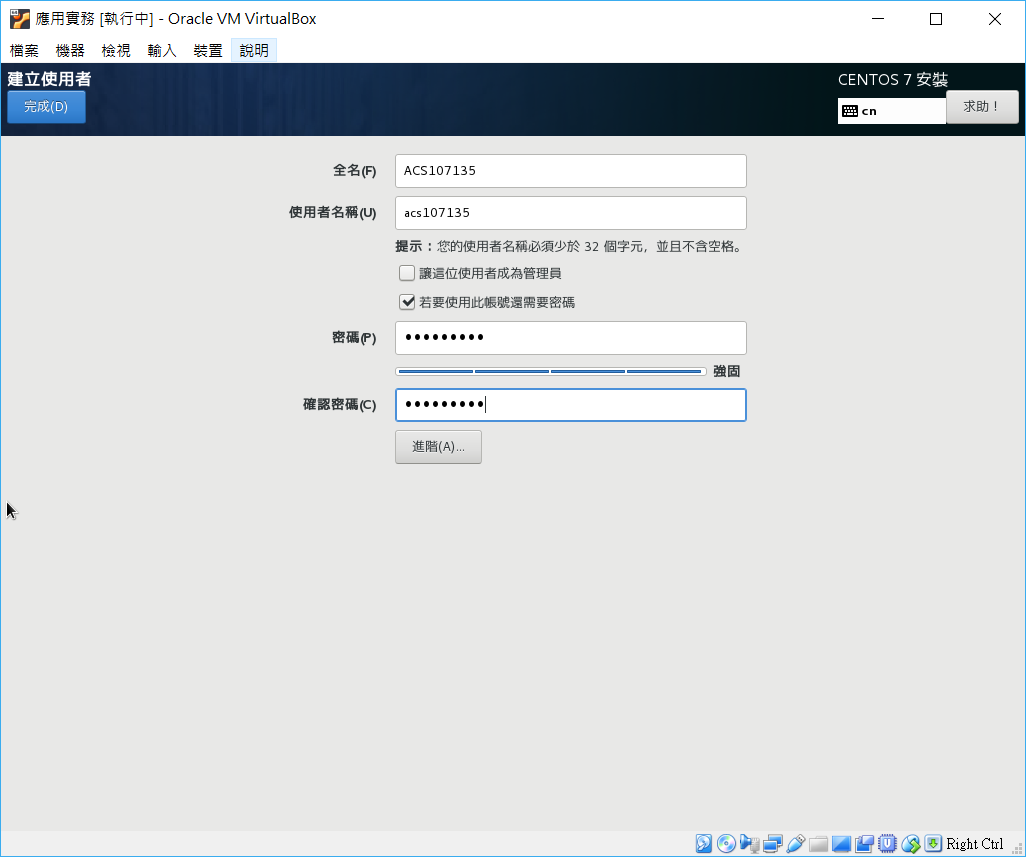 應用實務 [執行中] - Oracle VM VirtualBox
檔案 機器 檢視 輸入 裝置 說明
建立使用者
CENTOS 7 安裝
完成(D)
cn
求助！
全名(F)
ACS107135
使用者名稱(U)
acs107135
提示：您的使用者名稱必須少於 32 個字元，並且不含空格。
讓這位使用者成為管理員
若要使用此帳號還需要密碼
密碼(P)
●●●●●●●●●
強固
確認密碼(C)
●●●●●●●●●
進階(A)...
Right Ctrl